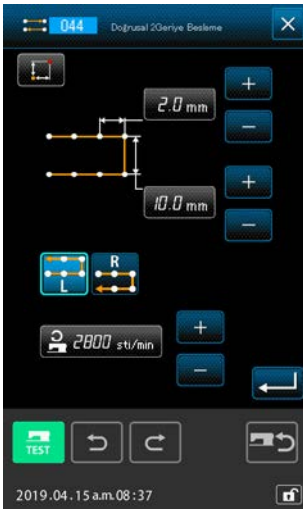 044 Doğrusal 2Geriye Besleme
2.0 mm
10.0 mm
L R
2800 sti/min
TEST
2019.04.15 a.m.08:37